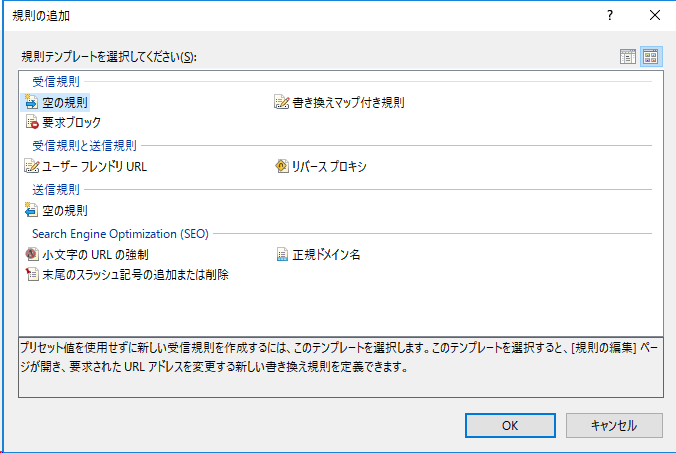 規則の追加
規則テンプレートを選択してください(S):
受信規則
空の規則
書き換えマップ付き規則
要求ブロック
受信規則と送信規則
ユーザー フレンドリ URL
リバース プロキシ
送信規則
空の規則
Search Engine Optimization (SEO)
小文字の URL の強制
正規ドメイン名
末尾のスラッシュ記号の追加または削除
プリセット値を使用せずに新しい受信規則を作成するには、このテンプレートを選択します。このテンプレートを選択すると、[規則の編集] ペー
ジが開き、要求された URL アドレスを変更する新しい書き換え規則を定義できます。
OK
キャンセル